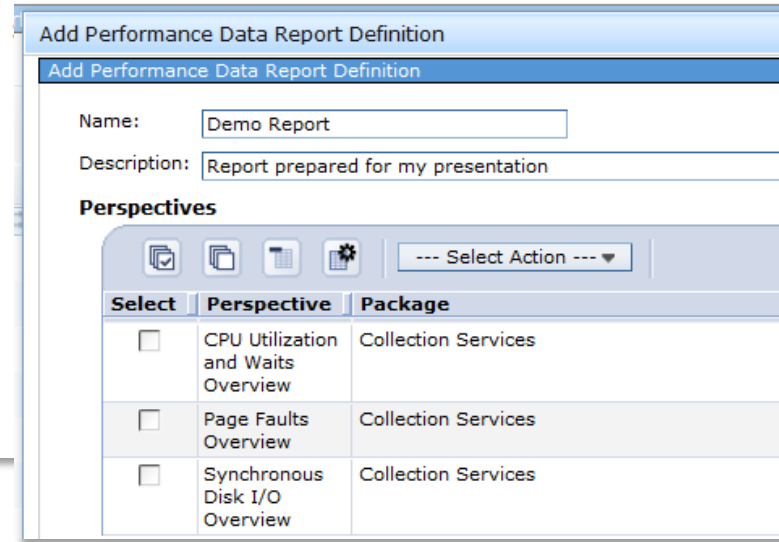 Add Performance Data Report Definition
Add Performance Data Report Definition
Name: Demo Report
Description: Report prepared for my presentation
Perspectives
--- Select Action ---
Select Perspective Package
CPU Utilization Collection Services
and Waits
Overview
Page Faults Collection Services
Overview
Synchronous Collection Services
Disk I/O
Overview